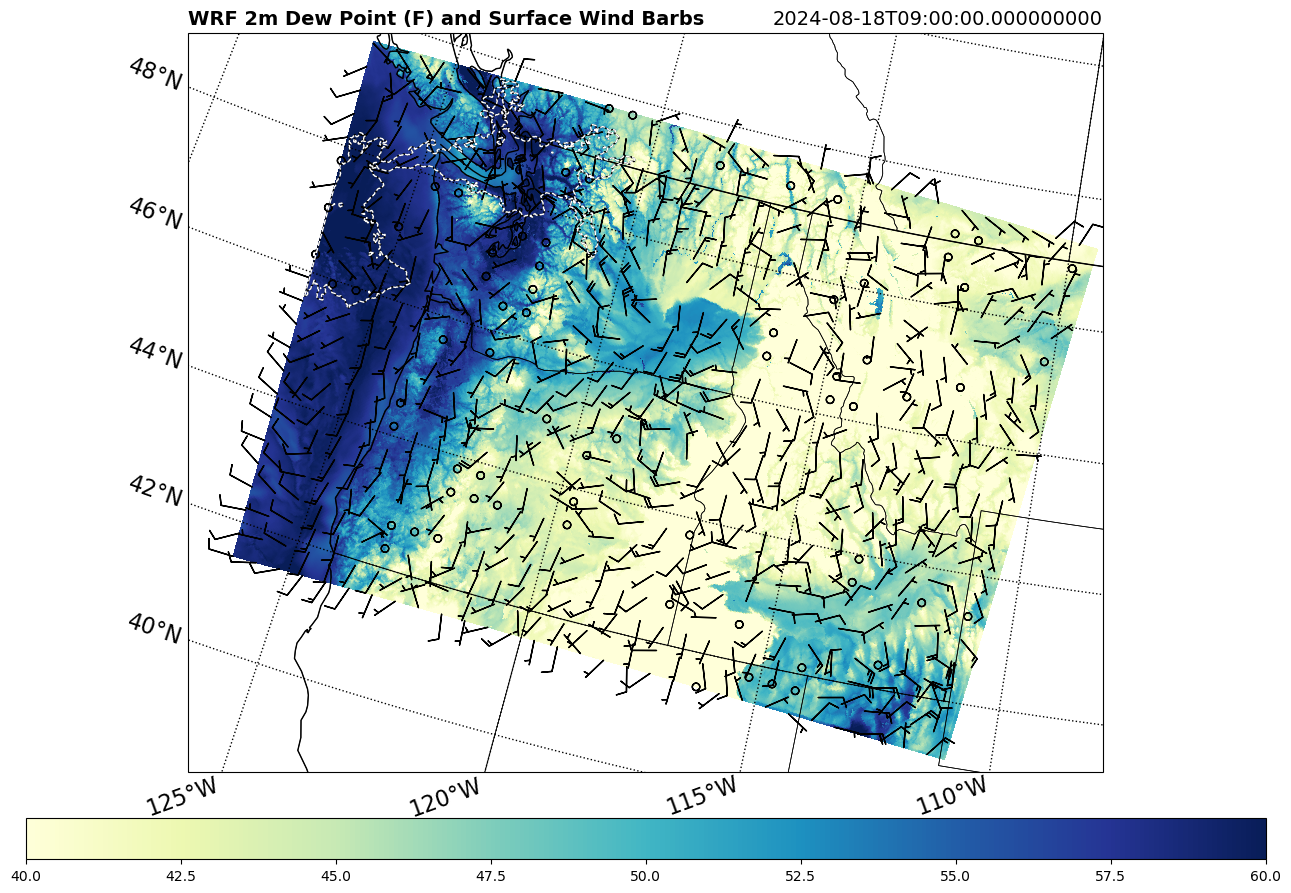 WRF 2m Dew Point (F) and Surface Wind Barbs
2024-08-18T09:00:00.000000000
48°N
46°N
44°N
42°N
40°N
125°W
120°W
115°W
110°W
40.0
42.5
45.0
47.5
50.0
52.5
55.0
57.5
60.0